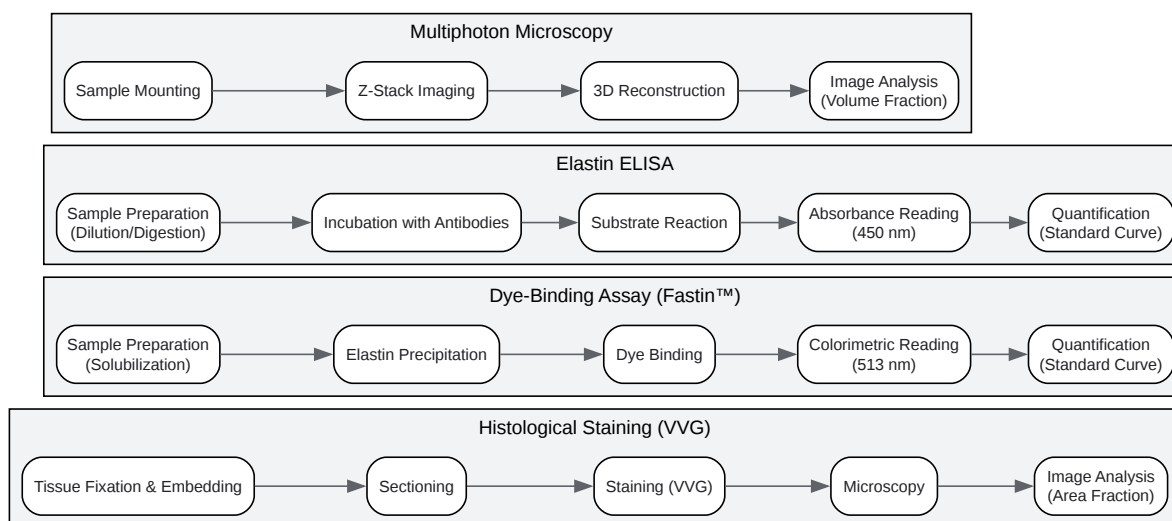 Multiphoton Microscopy
Sample Mounting
Z-Stack Imaging
3D Reconstruction
Image Analysis
(Volume Fraction)
Elastin ELISA
Sample Preparation
(Dilution/Digestion)
Incubation with Antibodies
Substrate Reaction
Absorbance Reading
(450 nm)
Quantification
(Standard Curve)
Dye-Binding Assay (Fastin™)
Sample Preparation
(Solubilization)
Elastin Precipitation
Dye Binding
Colorimetric Reading
(513 nm)
Quantification
(Standard Curve)
Histological Staining (VVG)
Tissue Fixation & Embedding
Sectioning
Staining (VVG)
Microscopy
Image Analysis
(Area Fraction)